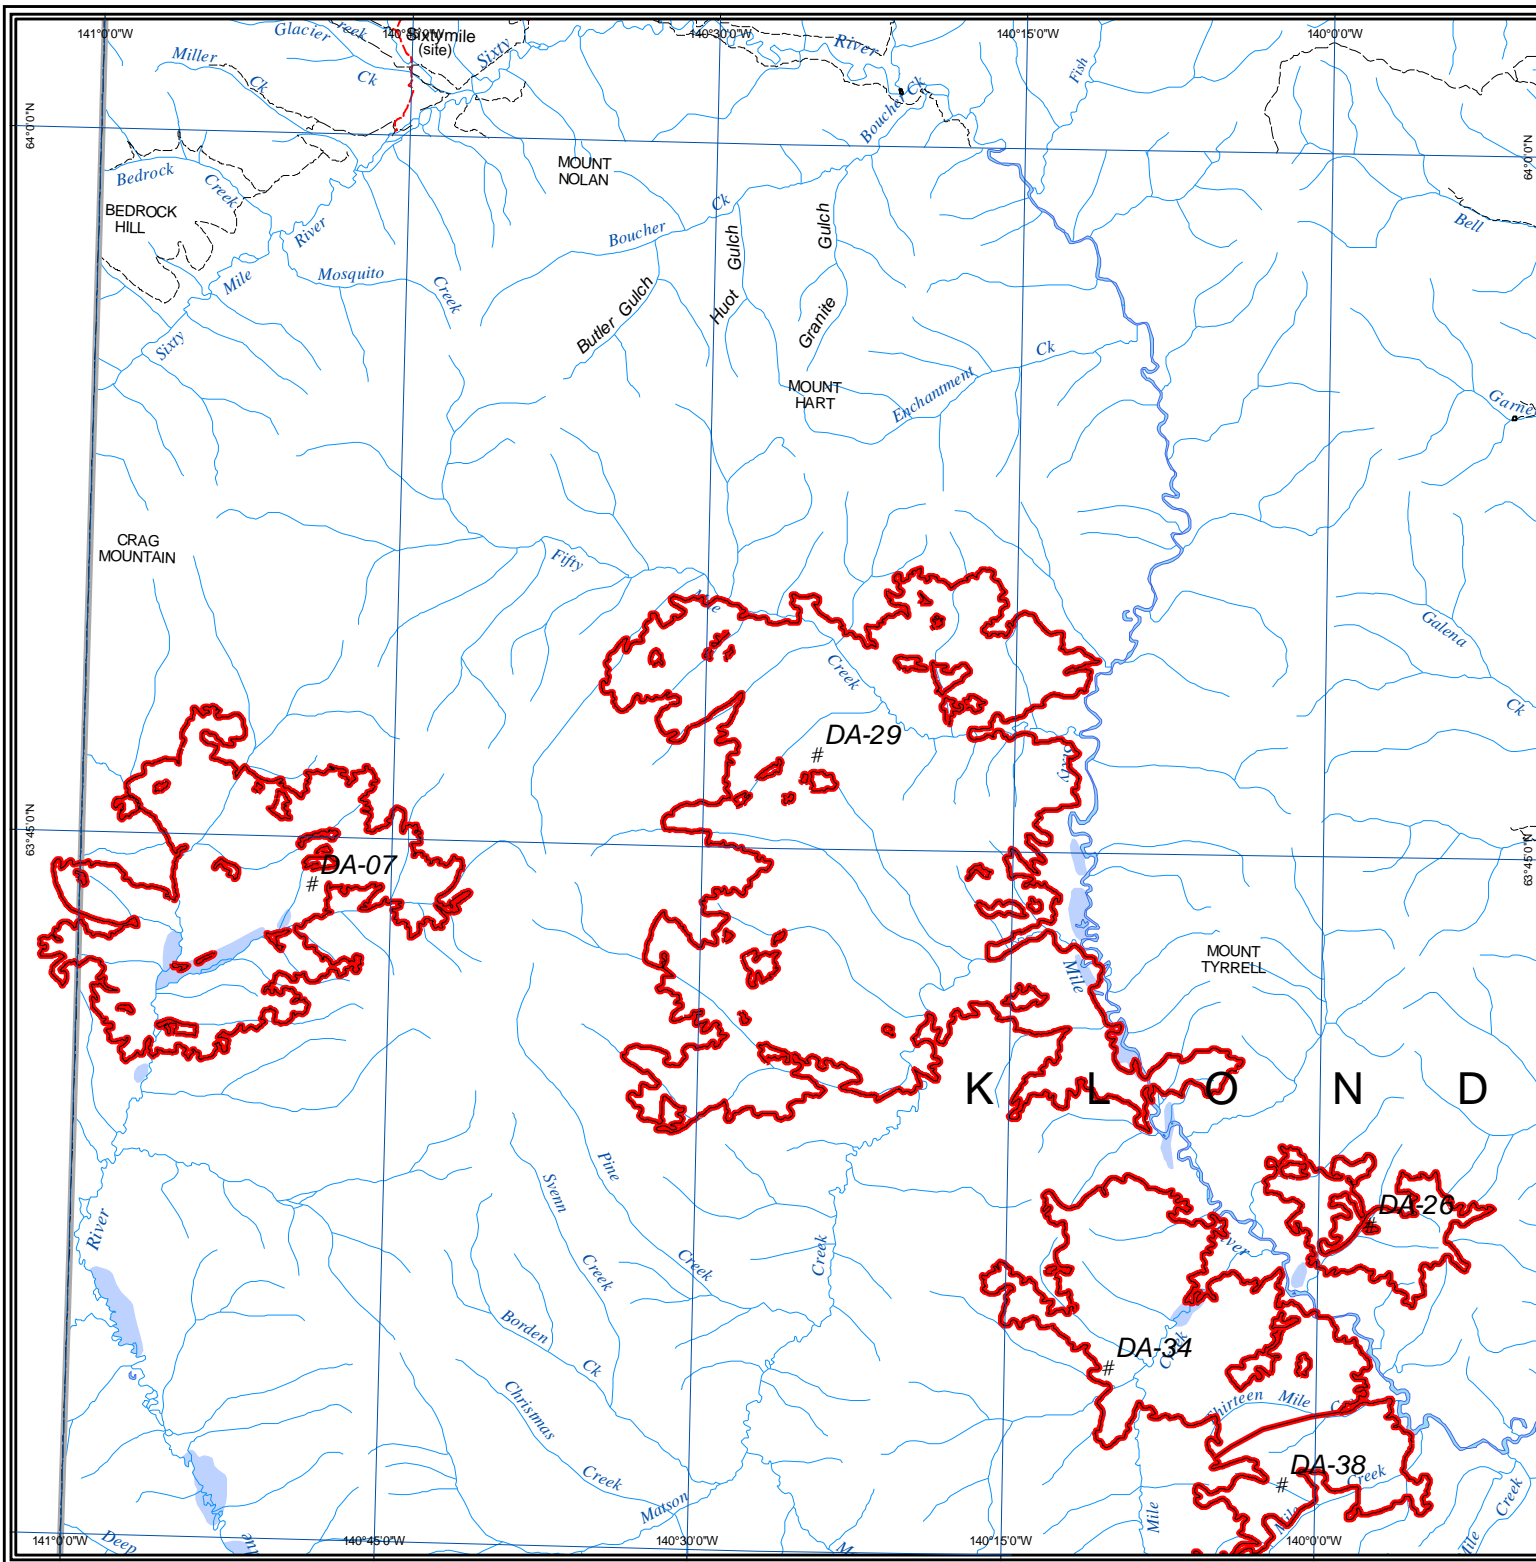 141°0'0"W
140°30'0"W
140°15'0"W
140°0'0"W
Glacier
Creek
Sixtymile
(site)
Miller
Ck
Ck
Sixty
River
Fish
64°0'0"N
64°0'0"N
Boucher Ck
Bedrock
Creek
MOUNT
NOLAN
BEDROCK
HILL
River
Mile
Sixty
Mosquito
Creek
Boucher
Ck
Butler Gulch
Huot
Gulch
Granite
Gulch
Bell
MOUNT
HART
Enchantment
Ck
CRAG
MOUNTAIN
Fifty
Mile
Creek
Galena
Ck
DA-29
Sixty
63°45'0"N
63°45'0"N
DA-07
Mile
MOUNT
TYRRELL
K L O N D
River
Svenn
Creek
Pine
Creek
Creek
DA-26
River
Borden
Ck
DA-34
Creek
Christmas
Creek
Thirteen Mile
DA-38
Creek
Mile
Matson
Mile
Mile
Creek
Deep
141°0'0"W
140°45'0"W
140°30'0"W
140°15'0"W
140°0'0"W